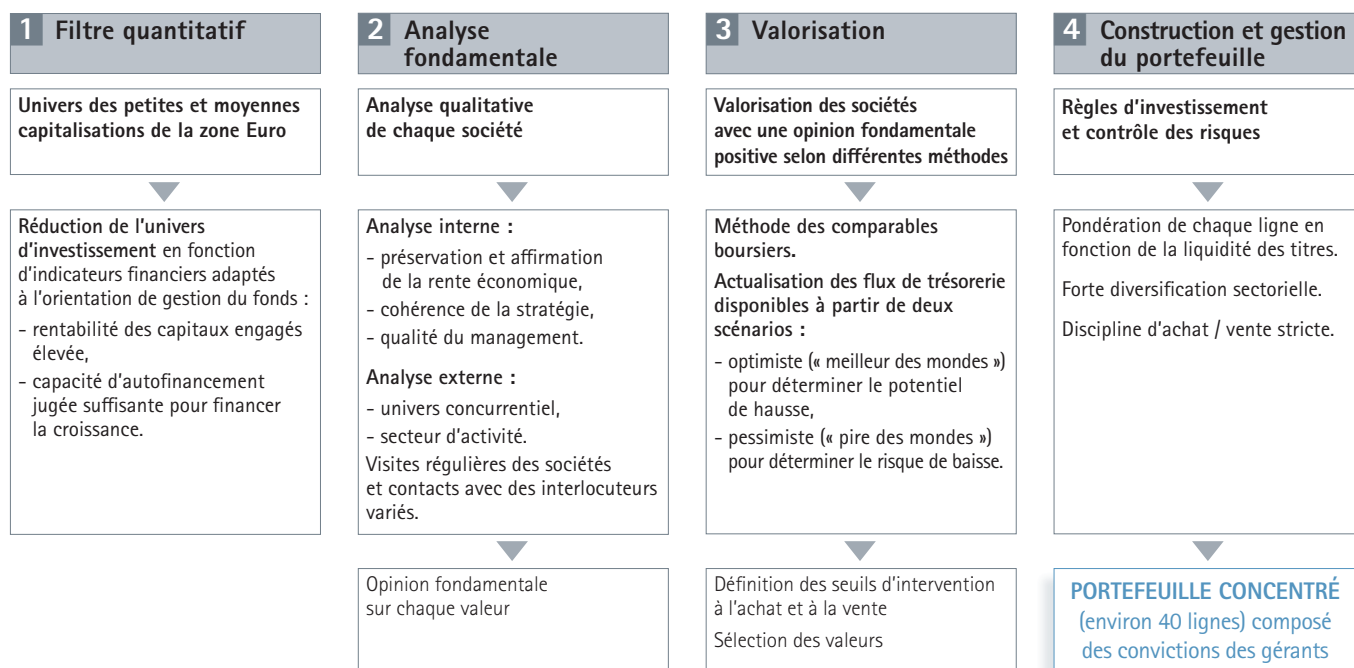 1 Filtre quantitatif
Univers des petites et moyennes
capitalisations de la zone Euro
Réduction de l'univers
d'investissement en fonction
d'indicateurs financiers adaptés
à l'orientation de gestion du fonds :
- rentabilité des capitaux engagés
élevée,
- capacité d'autofinancement
jugée suffisante pour financer
la croissance.
2 Analyse
fondamentale
Analyse qualitative
de chaque société
Analyse interne :
- préservation et affirmation
de la rente économique,
- cohérence de la stratégie,
- qualité du management.
Analyse externe :
- univers concurrentiel,
- secteur d'activité.
Visites régulières des sociétés
et contacts avec des interlocuteurs
variés.
Opinion fondamentale
sur chaque valeur
3 Valorisation
Valorisation des sociétés
avec une opinion fondamentale
positive selon différentes méthodes
Méthode des comparables
boursiers.
Actualisation des flux de trésorerie
disponibles à partir de deux
scénarios :
- optimiste (« meilleur des mondes »)
pour déterminer le potentiel
de hausse,
- pessimiste (« pire des mondes »)
pour déterminer le risque de baisse.
Définition des seuils d'intervention
à l'achat et à la vente
Sélection des valeurs
4 Construction et gestion
du portefeuille
Règles d'investissement
et contrôle des risques
Pondération de chaque ligne en
fonction de la liquidité des titres.
Forte diversification sectorielle.
Discipline d'achat / vente stricte.
PORTEFEUILLE CONCENTRÉ
(environ 40 lignes) composé
des convictions des gérants